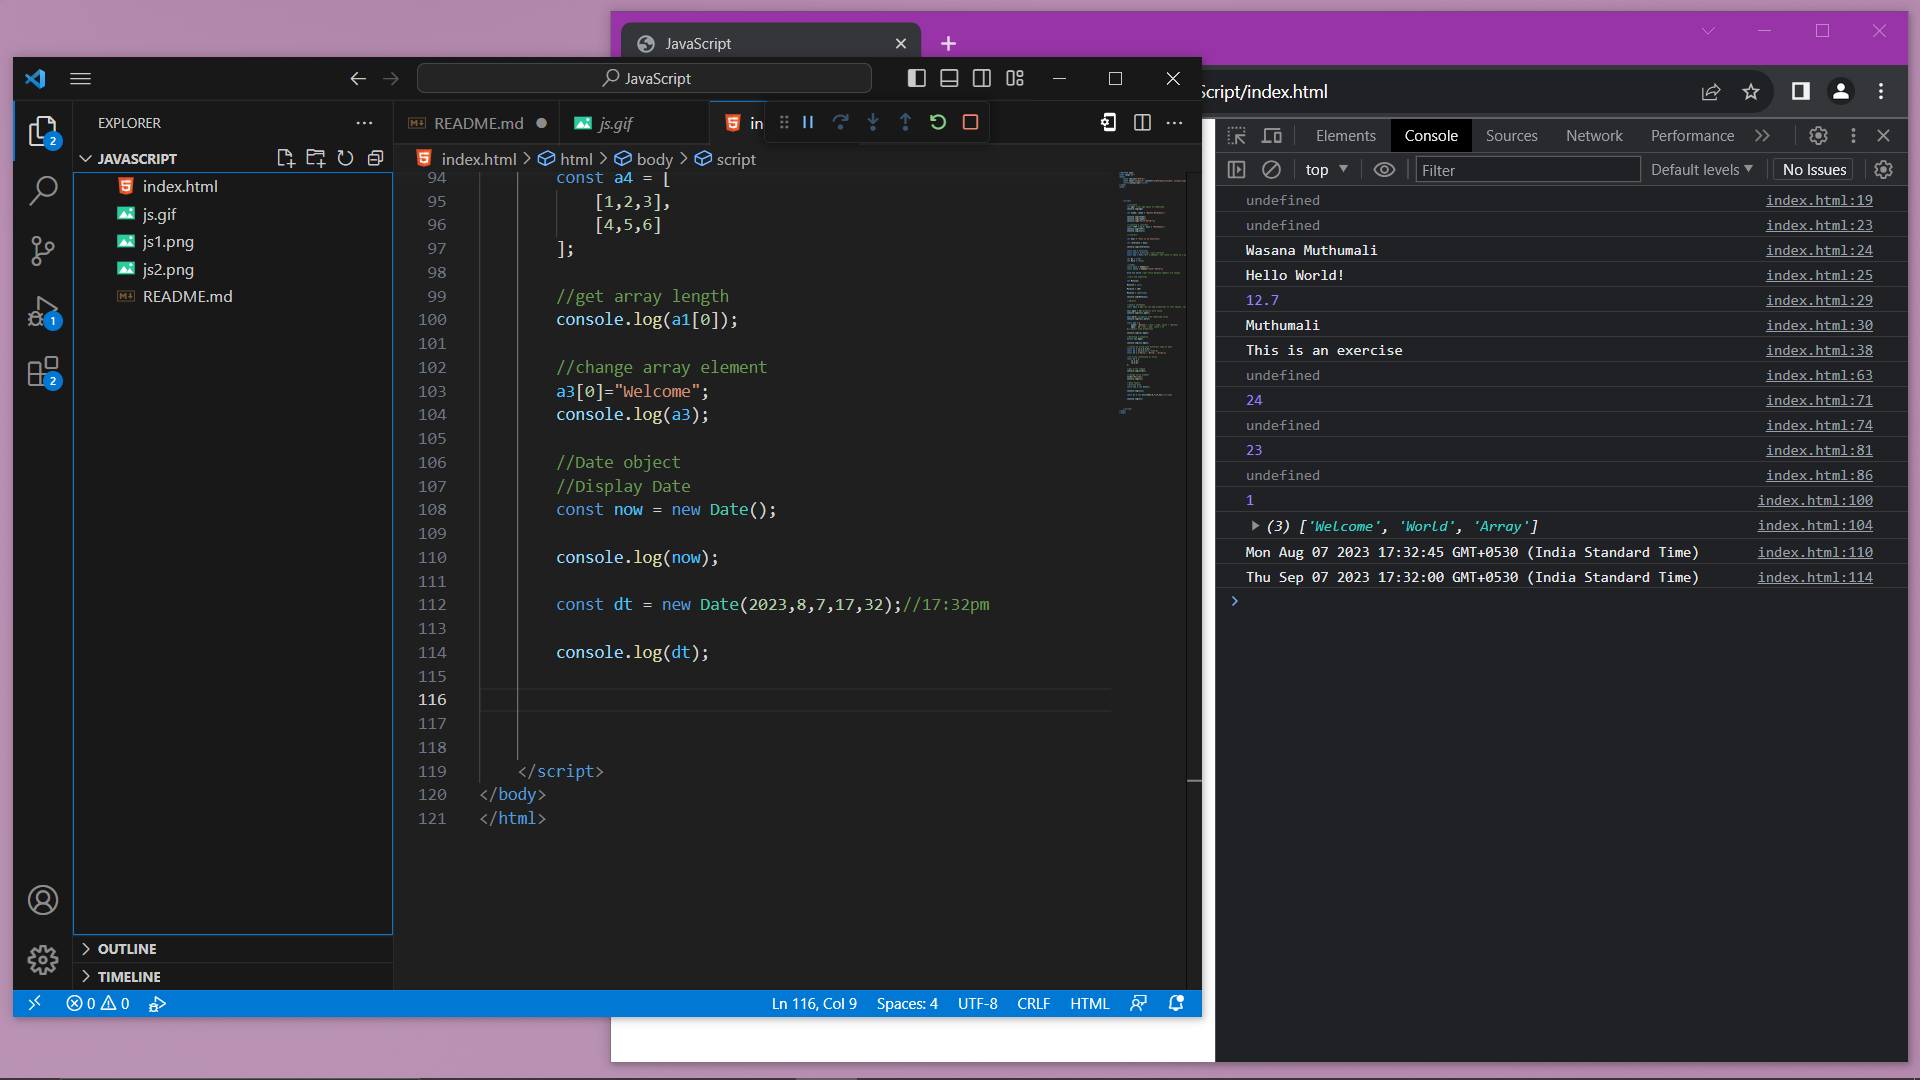 JavaScript
JavaScript
Script/index.html
EXPLORER
README.md
js.gif
in
JAVASCRIPT
index.html > html > body > script
index.html
js.gif
js1.png
js2.png
README.md
2
1
2
94 const a4 = [
95 [1,2,3],
96 [4,5,6]
97 ];
98
99 //get array length
100 console.log(a1[0]);
101
102 //change array element
103 a3[0]="Welcome";
104 console.log(a3);
105
106 //Date object
107 //Display Date
108 const now = new Date();
109
110 console.log(now);
111
112 const dt = new Date(2023,8,7,17,32);//17:32pm
113
114 console.log(dt);
115
116
117
118
119 </script>
120 </body>
121 </html>
OUTLINE
TIMELINE
0 0
Ln 116, Col 9 Spaces: 4 UTF-8 CRLF HTML
Elements Console Sources Network Performance
top Filter Default levels No Issues
undefined index.html:19
undefined index.html:23
Wasana Muthumali index.html:24
Hello World! index.html:25
12.7 index.html:29
Muthumali index.html:30
This is an exercise index.html:38
undefined index.html:63
24 index.html:71
undefined index.html:74
23 index.html:81
undefined index.html:86
1 index.html:100
(3) ['Welcome', 'World', 'Array'] index.html:104
Mon Aug 07 2023 17:32:45 GMT+0530 (India Standard Time) index.html:110
Thu Sep 07 2023 17:32:00 GMT+0530 (India Standard Time) index.html:114